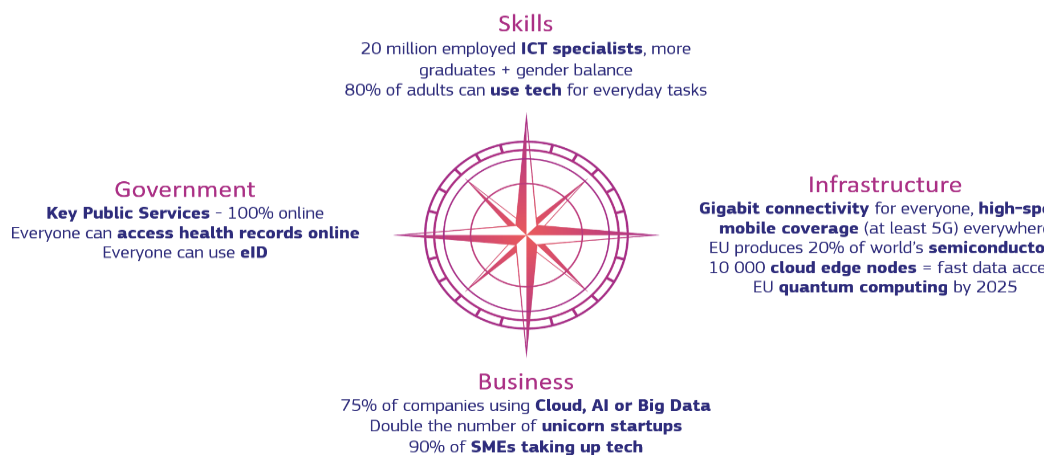 Skills
20 million employed ICT specialists, more
graduates + gender balance
80% of adults can use tech for everyday tasks
Government
Key Public Services - 100% online
Everyone can access health records online
Everyone can use eID
Infrastructure
Gigabit connectivity for everyone,
mobile coverage (at least 5G) everywhere
EU produces 20% of world's
10 000 cloud edge nodes = fast data
EU quantum computing by 2025
Business
75% of companies using Cloud, AI or Big Data
Double the number of unicorn startups
90% of SMEs taking up tech